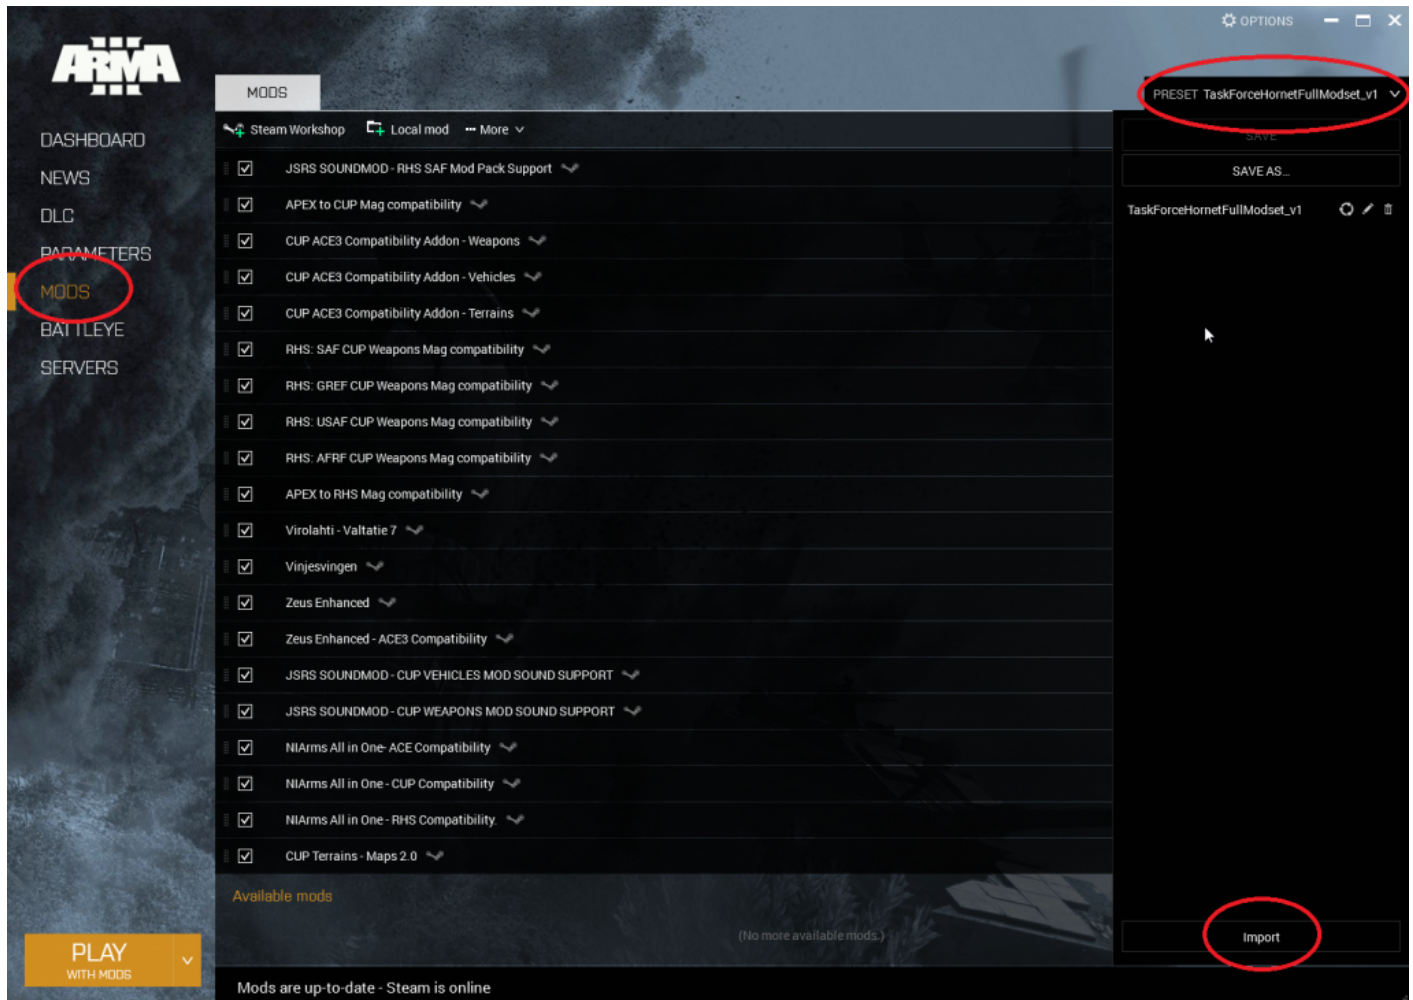 OPTIONS
ARMA
III
MODS
PRESET TaskForceHornetFullModset_v1
Steam Workshop Local mod ••• More
SAVE
SAVE AS...
TaskForceHornetFullModset_v1
DASHBOARD
NEWS
DLC
PARAMETERS
MODS
BATTLEYE
SERVERS
JSRS SOUNDMOD - RHS SAF Mod Pack Support
APEX to CUP Mag compatibility
CUP ACE3 Compatibility Addon - Weapons
CUP ACE3 Compatibility Addon - Vehicles
CUP ACE3 Compatibility Addon - Terrains
RHS: SAF CUP Weapons Mag compatibility
RHS: GREF CUP Weapons Mag compatibility
RHS: USAF CUP Weapons Mag compatibility
RHS: AFRF CUP Weapons Mag compatibility
APEX to RHS Mag compatibility
Virolahti - Valtatie 7
Vinjesvingen
Zeus Enhanced
Zeus Enhanced - ACE3 Compatibility
JSRS SOUNDMOD - CUP VEHICLES MOD SOUND SUPPORT
JSRS SOUNDMOD - CUP WEAPONS MOD SOUND SUPPORT
NIArms All in One- ACE Compatibility
NIArms All in One - CUP Compatibility
NIArms All in One - RHS Compatibility.
CUP Terrains - Maps 2.0
Available mods
(No more available mods.)
Import
PLAY
WITH MODS
Mods are up-to-date - Steam is online